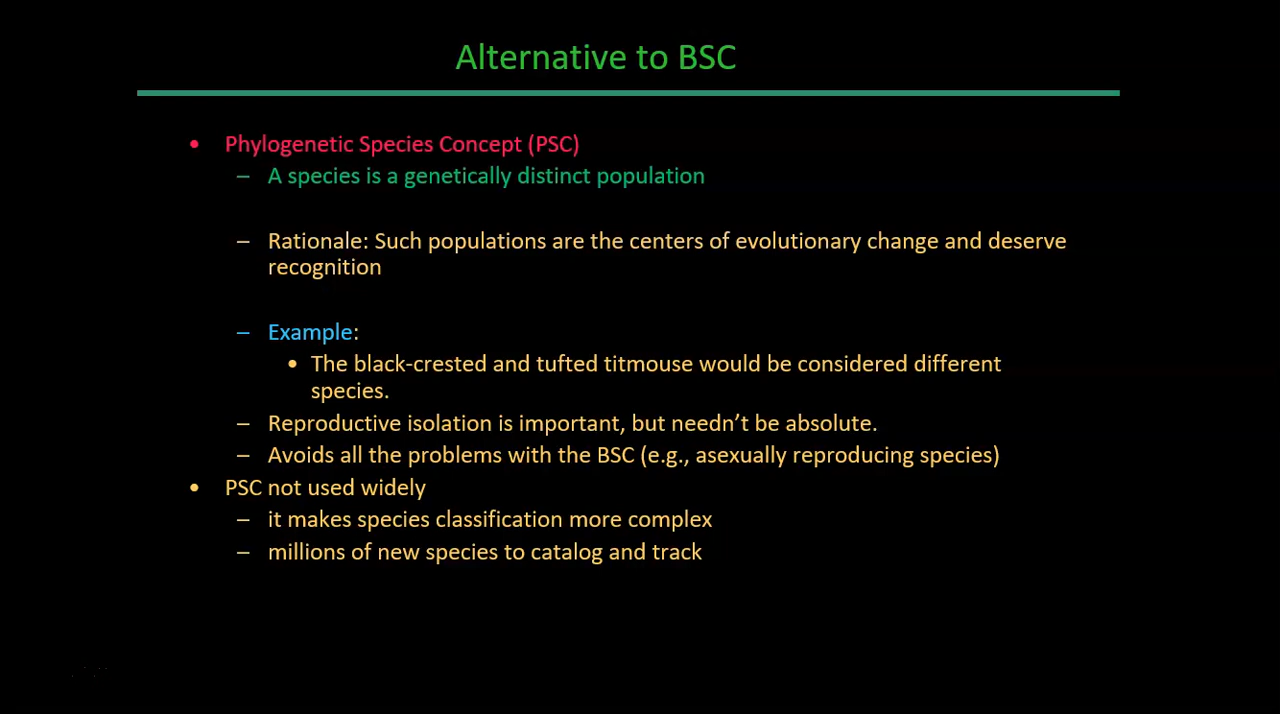 Alternative to BSC
• Phylogenetic Species Concept (PSC)
– A species is a genetically distinct population
– Rationale: Such populations are the centers of evolutionary change and deserve
recognition
– Example:
• The black-crested and tufted titmouse would be considered different
species.
– Reproductive isolation is important, but needn’t be absolute.
– Avoids all the problems with the BSC (e.g., asexually reproducing species)
• PSC not used widely
– it makes species classification more complex
– millions of new species to catalog and track